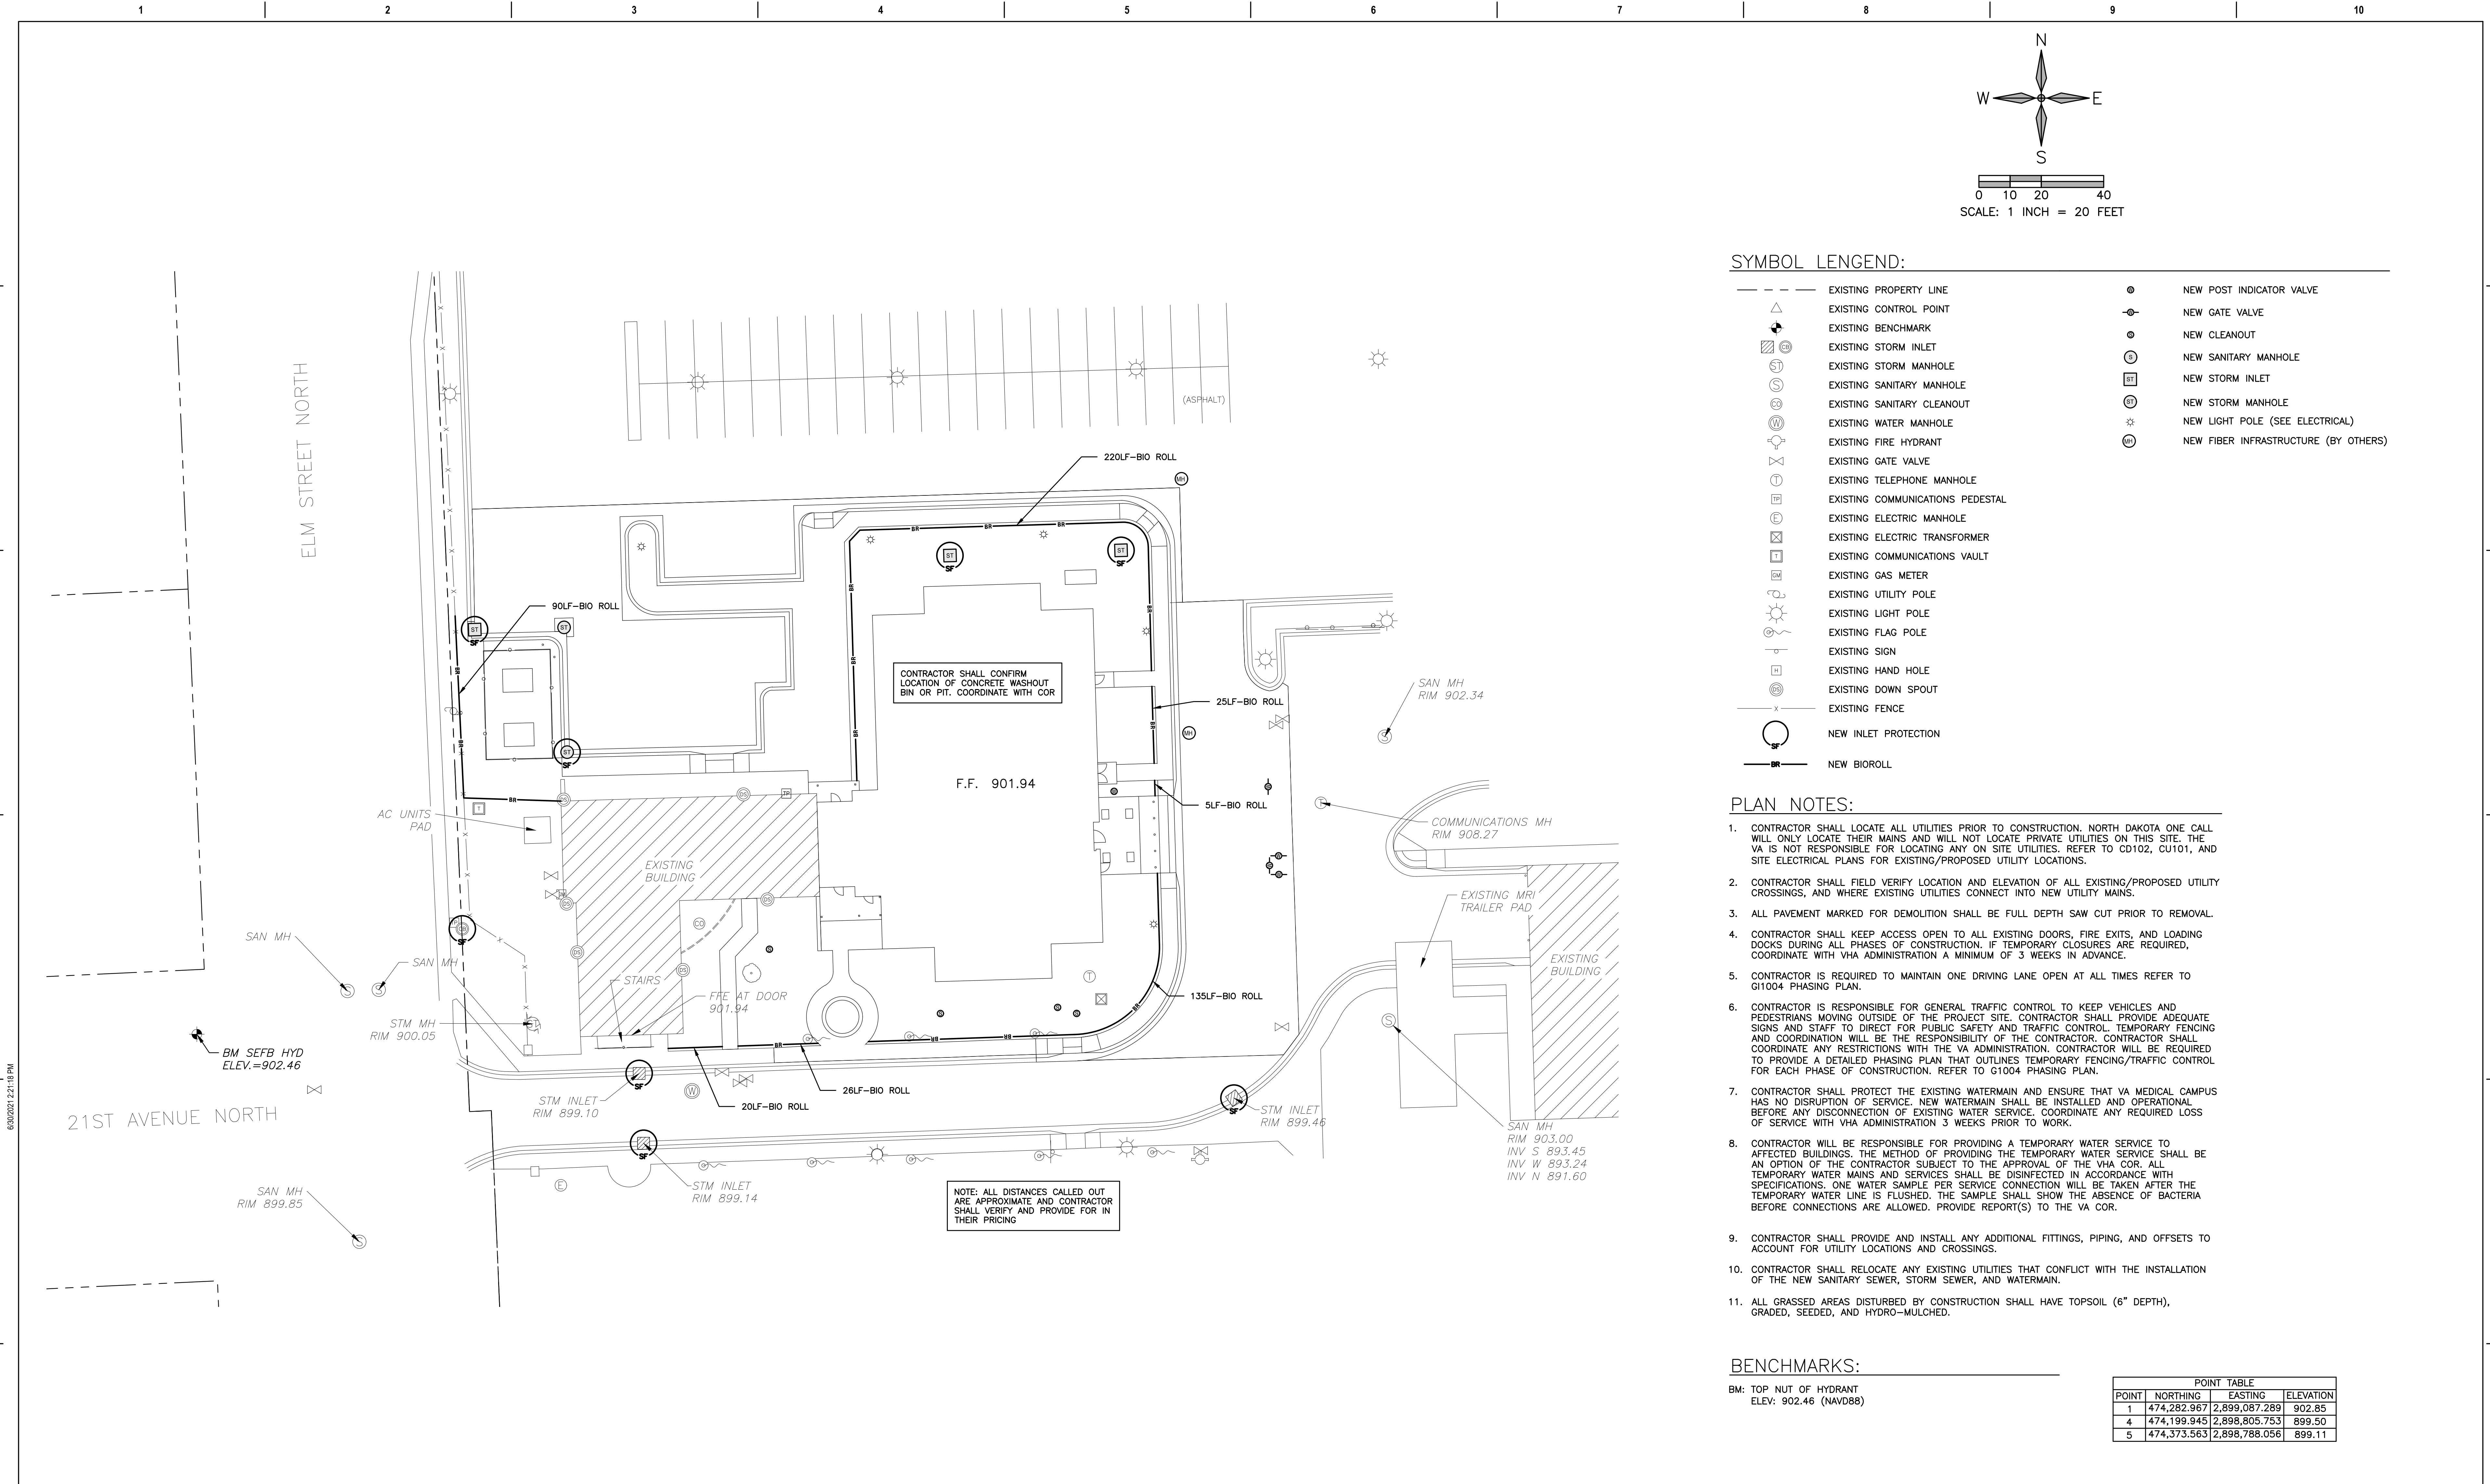 1 2 3 4 5 6 7 8 9 10
N
W E
S
0 10 20 40
SCALE: 1 INCH = 20 FEET
SYMBOL LENGEND:
EXISTING PROPERTY LINE
EXISTING CONTROL POINT
EXISTING BENCHMARK
CB EXISTING STORM INLET
ST EXISTING STORM MANHOLE
S EXISTING SANITARY MANHOLE
CO EXISTING SANITARY CLEANOUT
W EXISTING WATER MANHOLE
EXISTING FIRE HYDRANT
EXISTING GATE VALVE
T EXISTING TELEPHONE MANHOLE
TP EXISTING COMMUNICATIONS PEDESTAL
E EXISTING ELECTRIC MANHOLE
EXISTING ELECTRIC TRANSFORMER
T EXISTING COMMUNICATIONS VAULT
GM EXISTING GAS METER
EXISTING UTILITY POLE
EXISTING LIGHT POLE
EXISTING FLAG POLE
EXISTING SIGN
H EXISTING HAND HOLE
DS EXISTING DOWN SPOUT
X EXISTING FENCE
SF NEW INLET PROTECTION
BR NEW BIOROLL
W NEW POST INDICATOR VALVE
W NEW GATE VALVE
S NEW CLEANOUT
S NEW SANITARY MANHOLE
ST NEW STORM INLET
ST NEW STORM MANHOLE
NEW LIGHT POLE (SEE ELECTRICAL)
MH NEW FIBER INFRASTRUCTURE (BY OTHERS)
ELM STREET NORTH
(ASPHALT)
220LF-BIO ROLL
MH
BR BR BR
ST SF
ST SF
90LF-BIO ROLL
ST SF
ST
CONTRACTOR SHALL CONFIRM
LOCATION OF CONCRETE WASHOUT
BIN OR PIT. COORDINATE WITH COR
SAN MH
RIM 902.34
25LF-BIO ROLL
MH
ST SF
F.F. 901.94
5LF-BIO ROLL
AC UNITS
PAD
COMMUNICATIONS MH
RIM 908.27
EXISTING
BUILDING
EXISTING MRI
TRAILER PAD
SAN MH
SAN MH
STAIRS
FFE AT DOOR
901.94
EXISTING
BUILDING
135LF-BIO ROLL
STM MH
RIM 900.05
BM SEFB HYD
ELEV.=902.46
26LF-BIO ROLL
20LF-BIO ROLL
STM INLET
RIM 899.10
STM INLET
RIM 899.46
21ST AVENUE NORTH
SAN MH
RIM 903.00
INV S 893.45
INV W 893.24
INV N 891.60
STM INLET
RIM 899.14
SAN MH
RIM 899.85
NOTE: ALL DISTANCES CALLED OUT
ARE APPROXIMATE AND CONTRACTOR
SHALL VERIFY AND PROVIDE FOR IN
THEIR PRICING
6/30/2021 2:21:18 PM
PLAN NOTES:
1. CONTRACTOR SHALL LOCATE ALL UTILITIES PRIOR TO CONSTRUCTION. NORTH DAKOTA ONE CALL
WILL ONLY LOCATE THEIR MAINS AND WILL NOT LOCATE PRIVATE UTILITIES ON THIS SITE. THE
VA IS NOT RESPONSIBLE FOR LOCATING ANY ON SITE UTILITIES. REFER TO CD102, CU101, AND
SITE ELECTRICAL PLANS FOR EXISTING/PROPOSED UTILITY LOCATIONS.
2. CONTRACTOR SHALL FIELD VERIFY LOCATION AND ELEVATION OF ALL EXISTING/PROPOSED UTILITY
CROSSINGS, AND WHERE EXISTING UTILITIES CONNECT INTO NEW UTILITY MAINS.
3. ALL PAVEMENT MARKED FOR DEMOLITION SHALL BE FULL DEPTH SAW CUT PRIOR TO REMOVAL.
4. CONTRACTOR SHALL KEEP ACCESS OPEN TO ALL EXISTING DOORS, FIRE EXITS, AND LOADING
DOCKS DURING ALL PHASES OF CONSTRUCTION. IF TEMPORARY CLOSURES ARE REQUIRED,
COORDINATE WITH VHA ADMINISTRATION A MINIMUM OF 3 WEEKS IN ADVANCE.
5. CONTRACTOR IS REQUIRED TO MAINTAIN ONE DRIVING LANE OPEN AT ALL TIMES REFER TO
GI1004 PHASING PLAN.
6. CONTRACTOR IS RESPONSIBLE FOR GENERAL TRAFFIC CONTROL TO KEEP VEHICLES AND
PEDESTRIANS MOVING OUTSIDE OF THE PROJECT SITE. CONTRACTOR SHALL PROVIDE ADEQUATE
SIGNS AND STAFF TO DIRECT FOR PUBLIC SAFETY AND TRAFFIC CONTROL. TEMPORARY FENCING
AND COORDINATION WILL BE THE RESPONSIBILITY OF THE CONTRACTOR. CONTRACTOR SHALL
COORDINATE ANY RESTRICTIONS WITH THE VA ADMINISTRATION. CONTRACTOR WILL BE REQUIRED
TO PROVIDE A DETAILED PHASING PLAN THAT OUTLINES TEMPORARY FENCING/TRAFFIC CONTROL
FOR EACH PHASE OF CONSTRUCTION. REFER TO G1004 PHASING PLAN.
7. CONTRACTOR SHALL PROTECT THE EXISTING WATERMAIN AND ENSURE THAT VA MEDICAL CAMPUS
HAS NO DISRUPTION OF SERVICE. NEW WATERMAIN SHALL BE INSTALLED AND OPERATIONAL
BEFORE ANY DISCONNECTION OF EXISTING WATER SERVICE. COORDINATE ANY REQUIRED LOSS
OF SERVICE WITH VHA ADMINISTRATION 3 WEEKS PRIOR TO WORK.
8. CONTRACTOR WILL BE RESPONSIBLE FOR PROVIDING A TEMPORARY WATER SERVICE TO
AFFECTED BUILDINGS. THE METHOD OF PROVIDING THE TEMPORARY WATER SERVICE SHALL BE
AN OPTION OF THE CONTRACTOR SUBJECT TO THE APPROVAL OF THE VHA COR. ALL
TEMPORARY WATER MAINS AND SERVICES SHALL BE DISINFECTED IN ACCORDANCE WITH
SPECIFICATIONS. ONE WATER SAMPLE PER SERVICE CONNECTION WILL BE TAKEN AFTER THE
TEMPORARY WATER LINE IS FLUSHED. THE SAMPLE SHALL SHOW THE ABSENCE OF BACTERIA
BEFORE CONNECTIONS ARE ALLOWED. PROVIDE REPORT(S) TO THE VA COR.
9. CONTRACTOR SHALL PROVIDE AND INSTALL ANY ADDITIONAL FITTINGS, PIPING, AND OFFSETS TO
ACCOUNT FOR UTILITY LOCATIONS AND CROSSINGS.
10. CONTRACTOR SHALL RELOCATE ANY EXISTING UTILITIES THAT CONFLICT WITH THE INSTALLATION
OF THE NEW SANITARY SEWER, STORM SEWER, AND WATERMAIN.
11. ALL GRASSED AREAS DISTURBED BY CONSTRUCTION SHALL HAVE TOPSOIL (6" DEPTH),
GRADED, SEEDED, AND HYDRO-MULCHED.
BENCHMARKS:
BM: TOP NUT OF HYDRANT
ELEV: 902.46 (NAVD88)
POINT TABLE
POINT NORTHING EASTING ELEVATION
1 474,282.967 2,899,087.289 902.85
4 474,199.945 2,898,805.753 899.50
5 474,373.563 2,898,788.056 899.11